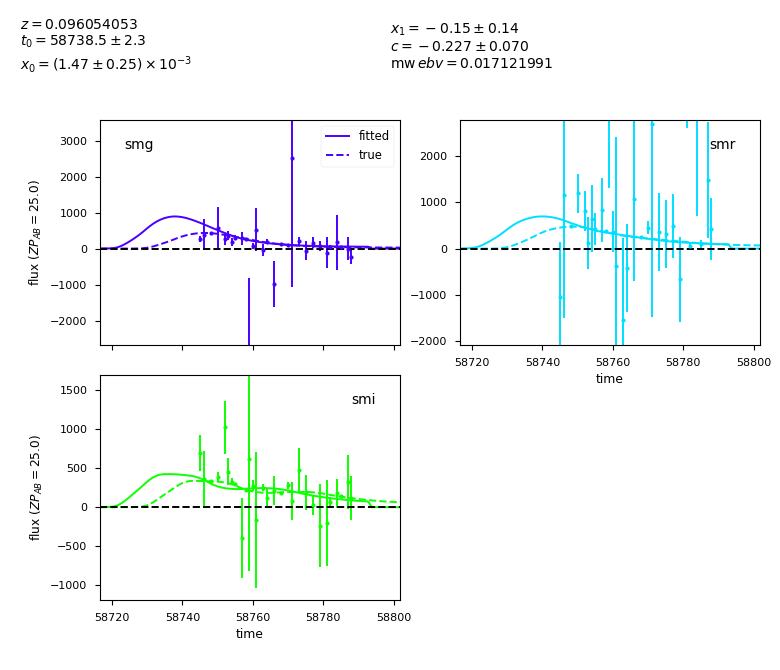 z = 0.096054053
t₀ = 58738.5 ± 2.3
x₀ = (1.47 ± 0.25) × 10⁻³
x₁ = −0.15 ± 0.14
c = −0.227 ± 0.070
mw ebv = 0.017121991
smg
fitted
true
3000
2000
1000
0
−1000
−2000
flux (ZP_AB = 25.0)
smr
2000
1000
0
−1000
−2000
58720 58740 58760 58780 58800
time
smi
1500
1000
500
0
−500
−1000
flux (ZP_AB = 25.0)
58720 58740 58760 58780 58800
time